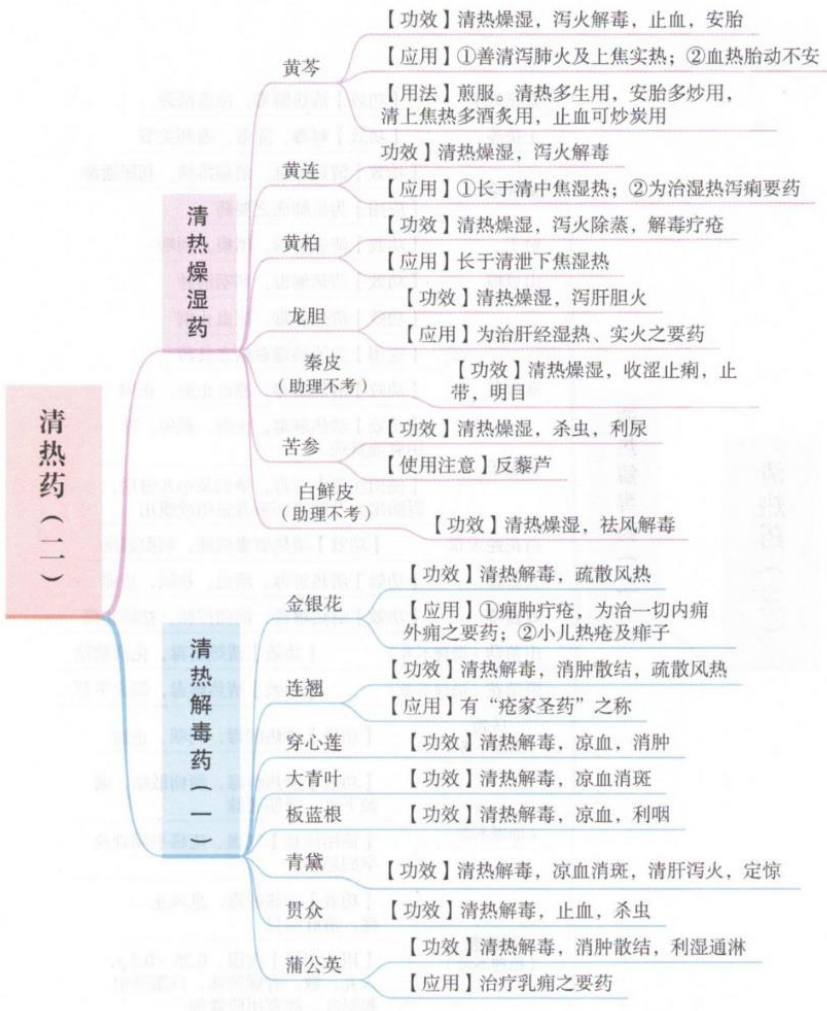 清热药（二）
清热燥湿药
黄芩
【功效】清热燥湿，泻火解毒，止血，安胎
【应用】①善清泻肺火及上焦实热；②血热胎动不安
【用法】煎服。清热多生用，安胎多炒用，
清上焦热多酒炙用，止血可炒炭用
黄连
功效】清热燥湿，泻火解毒
【应用】①长于清中焦湿热；②为治湿热泻痢要药
黄柏
【功效】清热燥湿，泻火除蒸，解毒疗疮
【应用】长于清泄下焦湿热
龙胆
【功效】清热燥湿，泻肝胆火
【应用】为治肝经湿热、实火之要药
秦皮
（助理不考）
【功效】清热燥湿，收涩止痢，止
带，明目
苦参
【功效】清热燥湿，杀虫，利尿
【使用注意】反藜芦
白鲜皮
（助理不考）
【功效】清热燥湿，祛风解毒
清热解毒药（一）
金银花
【功效】清热解毒，疏散风热
【应用】①痈肿疔疮，为治一切内痈
外痈之要药；②小儿热疮及痱子
连翘
【功效】清热解毒，消肿散结，疏散风热
【应用】有“疮家圣药”之称
穿心莲
【功效】清热解毒，凉血，消肿
大青叶
【功效】清热解毒，凉血消斑
板蓝根
【功效】清热解毒，凉血，利咽
青黛
【功效】清热解毒，凉血消斑，清肝泻火，定惊
贯众
【功效】清热解毒，止血，杀虫
蒲公英
【功效】清热解毒，消肿散结，利湿通淋
【应用】治疗乳痈之要药